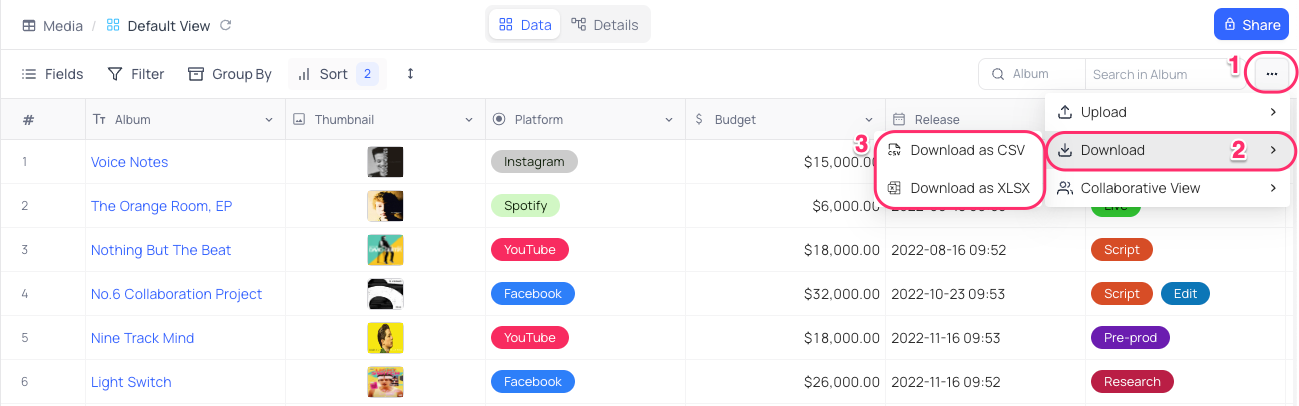 Media / Default View
Data
Details
Share
Fields
Filter
Group By
Sort 2
Album
Search in Album
1
...
# Album Thumbnail Platform $ Budget Release
Upload
Download 2
Collaborative View
3
Download as CSV
Download as XLSX
1 Voice Notes Instagram $15,000.00
2 The Orange Room, EP Spotify $6,000.00
3 Nothing But The Beat YouTube $18,000.00 2022-08-16 09:52 Script
4 No.6 Collaboration Project Facebook $32,000.00 2022-10-23 09:53 Script Edit
5 Nine Track Mind YouTube $18,000.00 2022-11-16 09:53 Pre-prod
6 Light Switch Facebook $26,000.00 2022-11-16 09:52 Research